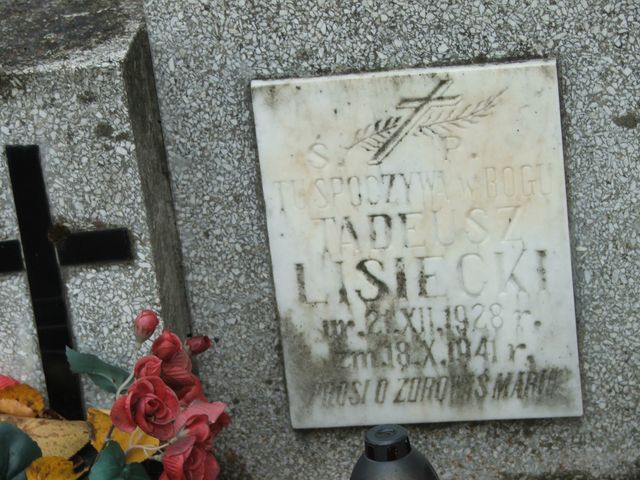 Ś. P.
TU SPOCZYWA W BOGU
TADEUSZ
LISIECKI
ur. 21.XII.1928 r.
zm. 18.X.1941 r.
PROSI O ZDROWAŚ MARIO